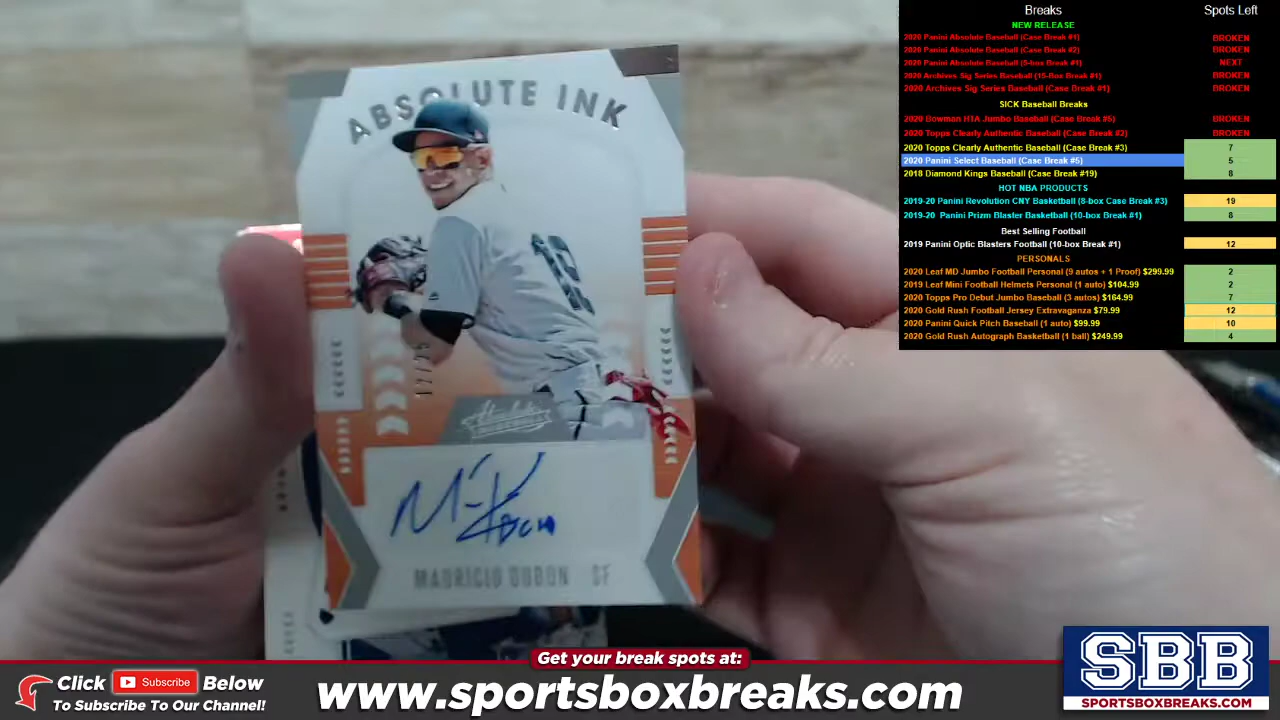 ABSOLUTE INK
18
12/25
Absolute
MAURICIO DUBON SF
Breaks Spots Left
NEW RELEASE
2020 Panini Absolute Baseball (Case Break #1) BROKEN
2020 Panini Absolute Baseball (Case Break #2) BROKEN
2020 Panini Absolute Baseball (5-box Break #1) NEXT
2020 Archives Sig Series Baseball (15-Box Break #1) BROKEN
2020 Archives Sig Series Baseball (Case Break #1) BROKEN
SICK Baseball Breaks
2020 Bowman HTA Jumbo Baseball (Case Break #5) BROKEN
2020 Topps Clearly Authentic Baseball (Case Break #2) BROKEN
2020 Topps Clearly Authentic Baseball (Case Break #3) 7
2020 Panini Select Baseball (Case Break #5) 5
2018 Diamond Kings Baseball (Case Break #19) 8
HOT NBA PRODUCTS
2019-20 Panini Revolution CNY Basketball (8-box Case Break #3) 19
2019-20 Panini Prizm Blaster Basketball (10-box Break #1) 8
Best Selling Football
2019 Panini Optic Blasters Football (10-box Break #1) 12
PERSONALS
2020 Leaf MD Jumbo Football Personal (9 autos + 1 Proof) $299.99 2
2019 Leaf Mini Football Helmets Personal (1 auto) $104.99 2
2020 Topps Pro Debut Jumbo Baseball (3 autos) $164.99 7
2020 Gold Rush Football Jersey Extravaganza $79.99 12
2020 Panini Quick Pitch Baseball (1 auto) $99.99 10
2020 Gold Rush Autograph Basketball (1 ball) $249.99 4
Get your break spots at:
Click Subscribe Below
To Subscribe To Our Channel!
www.sportsboxbreaks.com
SBB
SPORTSBOXBREAKS.COM